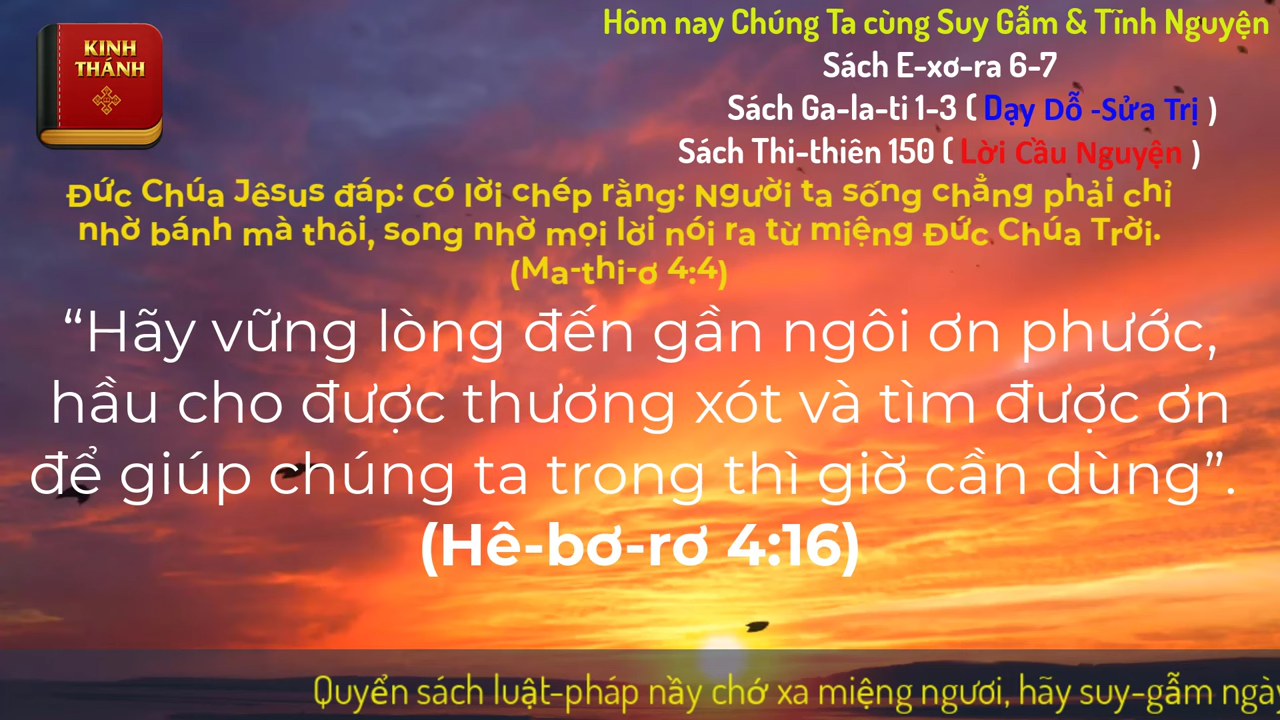 KINH
THÁNH
Hôm nay Chúng Ta cùng Suy Gẫm & Tĩnh Nguyện
Sách E-xơ-ra 6-7
Sách Ga-la-ti 1-3 ( Dạy Dỗ -Sửa Trị )
Sách Thi-thiên 150 ( Lời Cầu Nguyện )
Đức Chúa Jêsus đáp: Có lời chép rằng: Người ta sống chẳng phải chỉ
nhờ bánh mà thôi, song nhờ mọi lời nói ra từ miệng Đức Chúa Trời.
(Ma-thi-ơ 4:4)
“Hãy vững lòng đến gần ngôi ơn phước,
hầu cho được thương xót và tìm được ơn
để giúp chúng ta trong thì giờ cần dùng”.
(Hê-bơ-rơ 4:16)
Quyển sách luật-pháp nầy chớ xa miệng ngươi, hãy suy-gẫm ngày